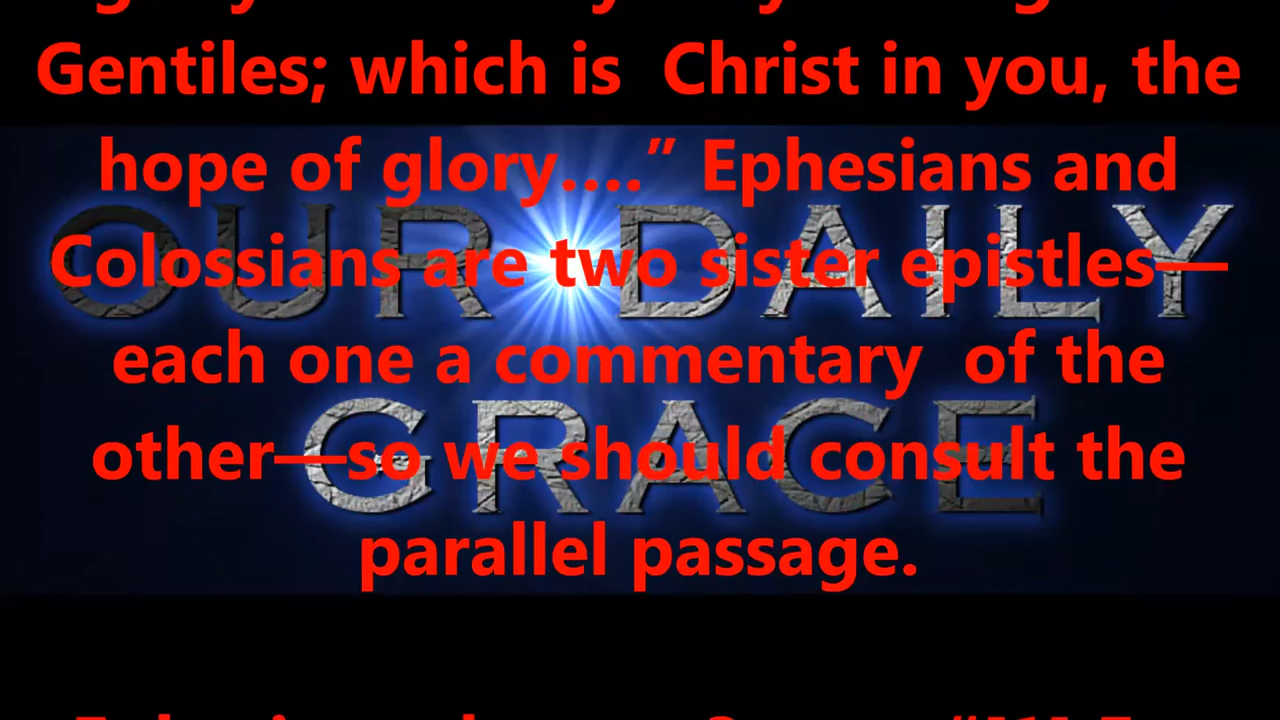 Gentiles; which is  Christ in you, the
hope of glory….”  Ephesians and
Colossians are two sister epistles—
each one a commentary  of the
other—so we should consult the
parallel passage.
OUR DAILY
GRACE